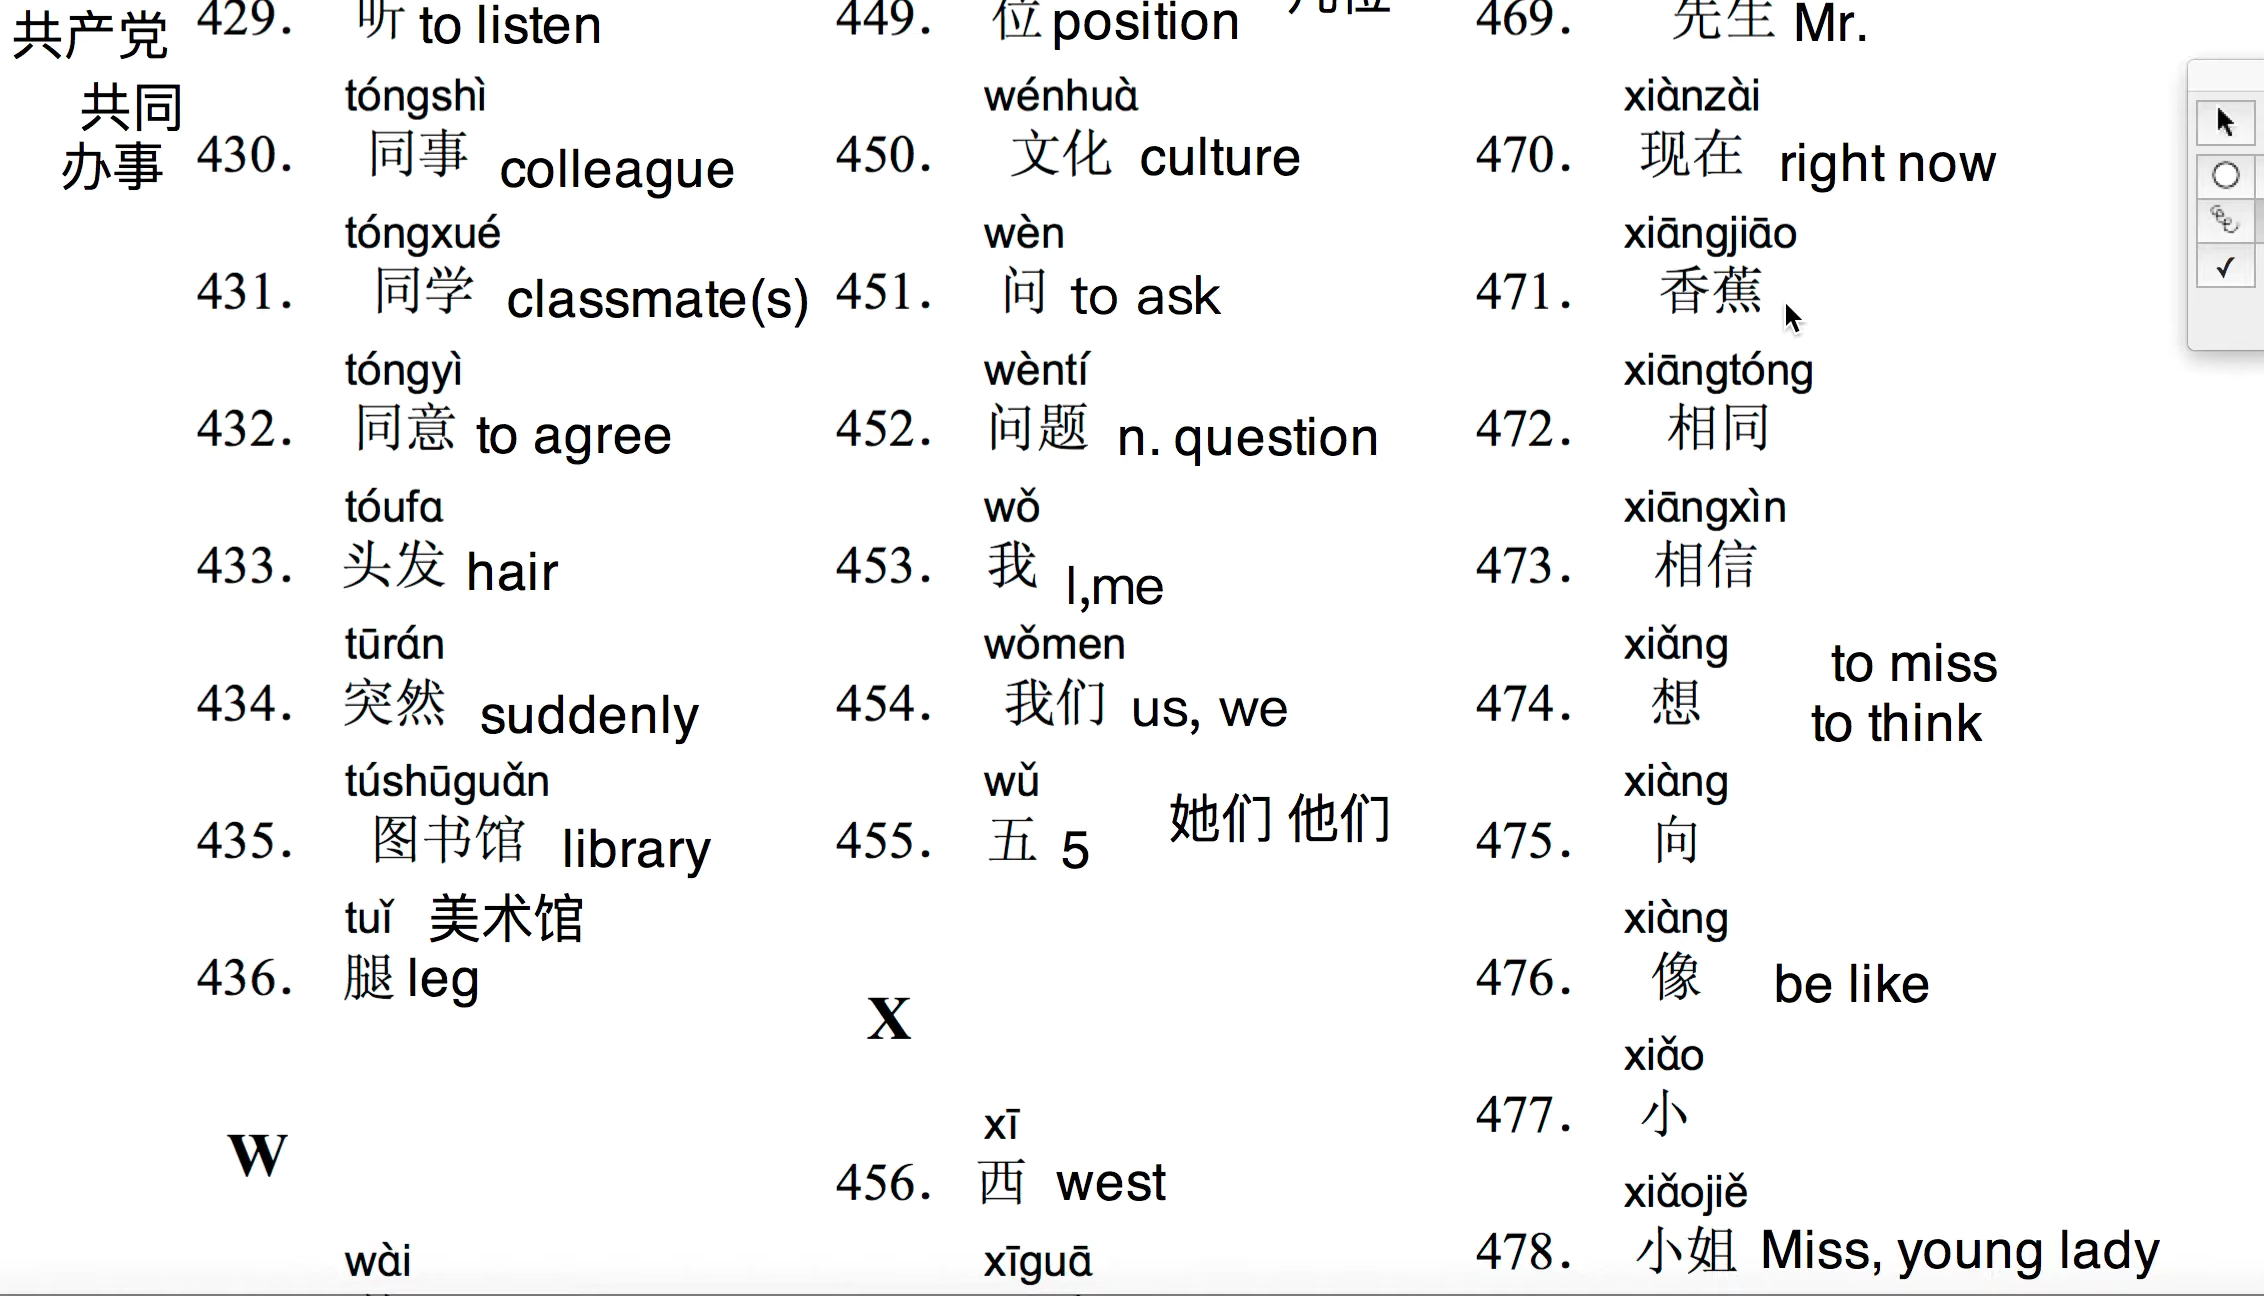 共产党
共同
办事
429. 听 to listen
tóngshì
430. 同事 colleague
tóngxué
431. 同学 classmate(s)
tóngyì
432. 同意 to agree
tóufa
433. 头发 hair
tūrán
434. 突然 suddenly
túshūguǎn
435. 图书馆 library
tuǐ 美术馆
436. 腿 leg
W
wài
449. 位 position
wénhuà
450. 文化 culture
wèn
451. 问 to ask
wèntí
452. 问题 n. question
wǒ
453. 我 I,me
wǒmen
454. 我们 us, we
wǔ
455. 五 5 她们 他们
X
xī
456. 西 west
xīguā
469. 先生 Mr.
xiànzài
470. 现在 right now
xiāngjiāo
471. 香蕉
xiāngtóng
472. 相同
xiāngxìn
473. 相信
xiǎng to miss
474. 想 to think
xiàng
475. 向
xiàng
476. 像 be like
xiǎo
477. 小
xiǎojiě
478. 小姐 Miss, young lady